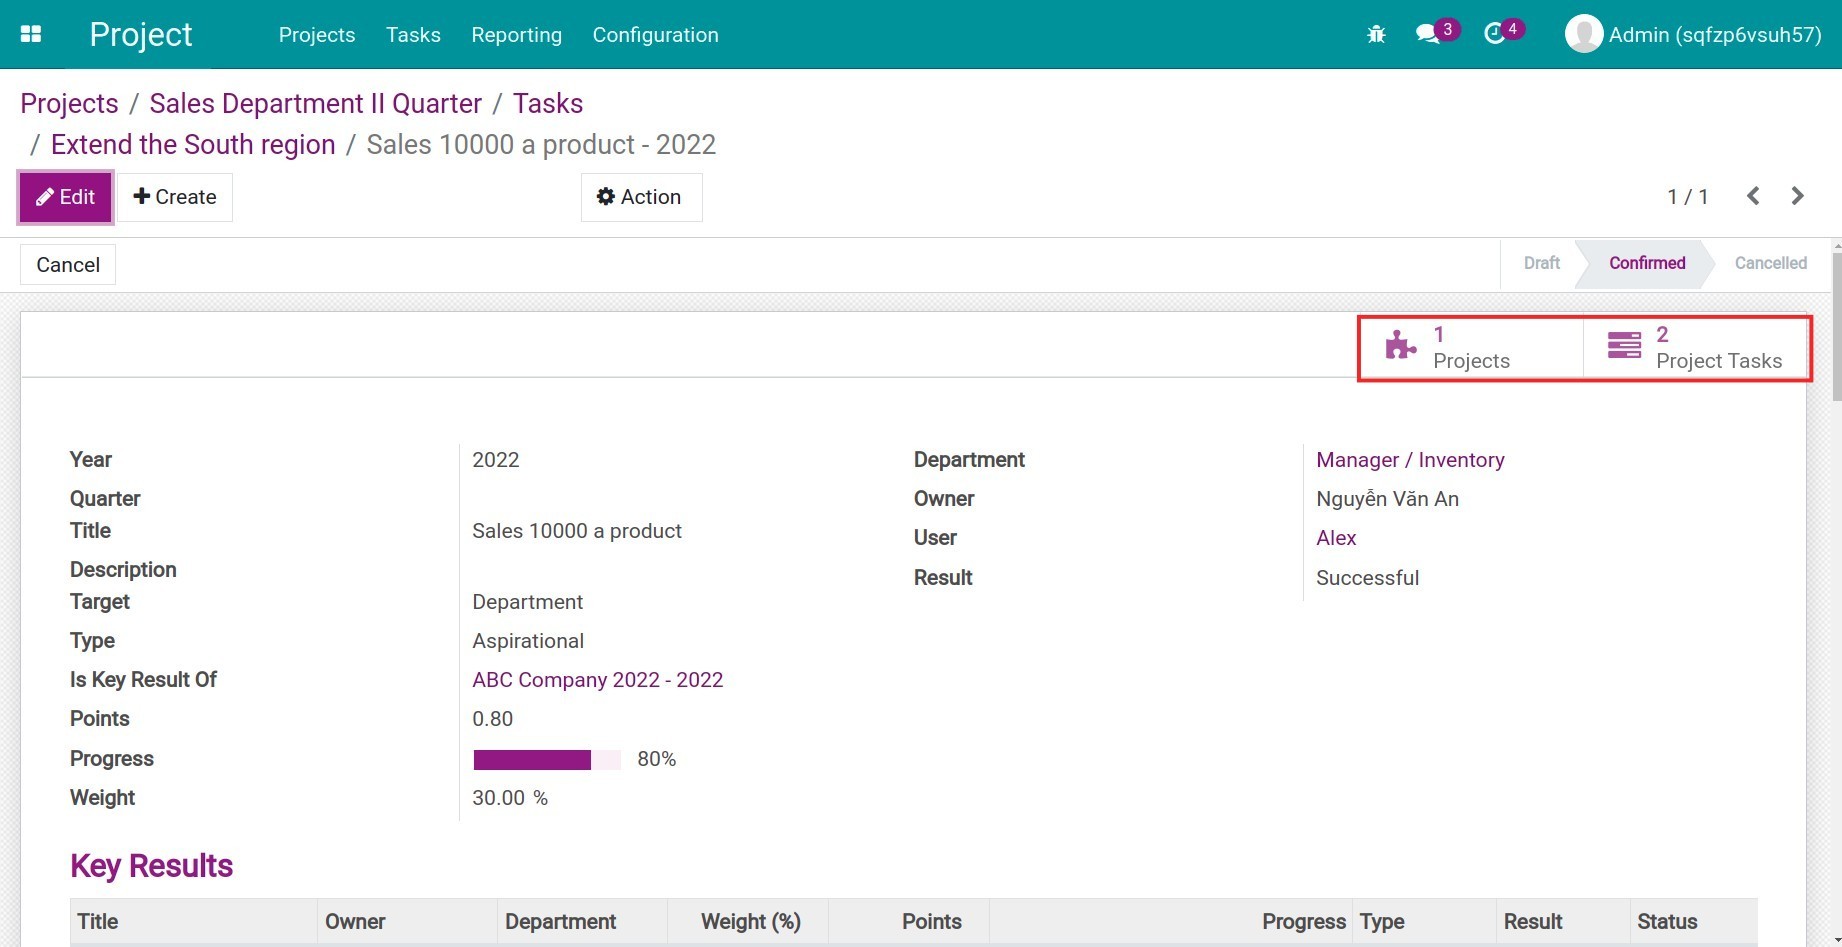 Project Projects Tasks Reporting Configuration 3 4 Admin (sqfzp6vsuh57)
Projects / Sales Department II Quarter / Tasks
/ Extend the South region / Sales 10000 a product - 2022
Edit Create Action 1 / 1
Cancel Draft Confirmed Cancelled
1 Projects 2 Project Tasks
Year 2022 Department Manager / Inventory
Quarter Owner Nguyễn Văn An
Title Sales 10000 a product User Alex
Description Result Successful
Target Department
Type Aspirational
Is Key Result Of ABC Company 2022 - 2022
Points 0.80
Progress 80%
Weight 30.00 %
Key Results
Title Owner Department Weight (%) Points Progress Type Result Status